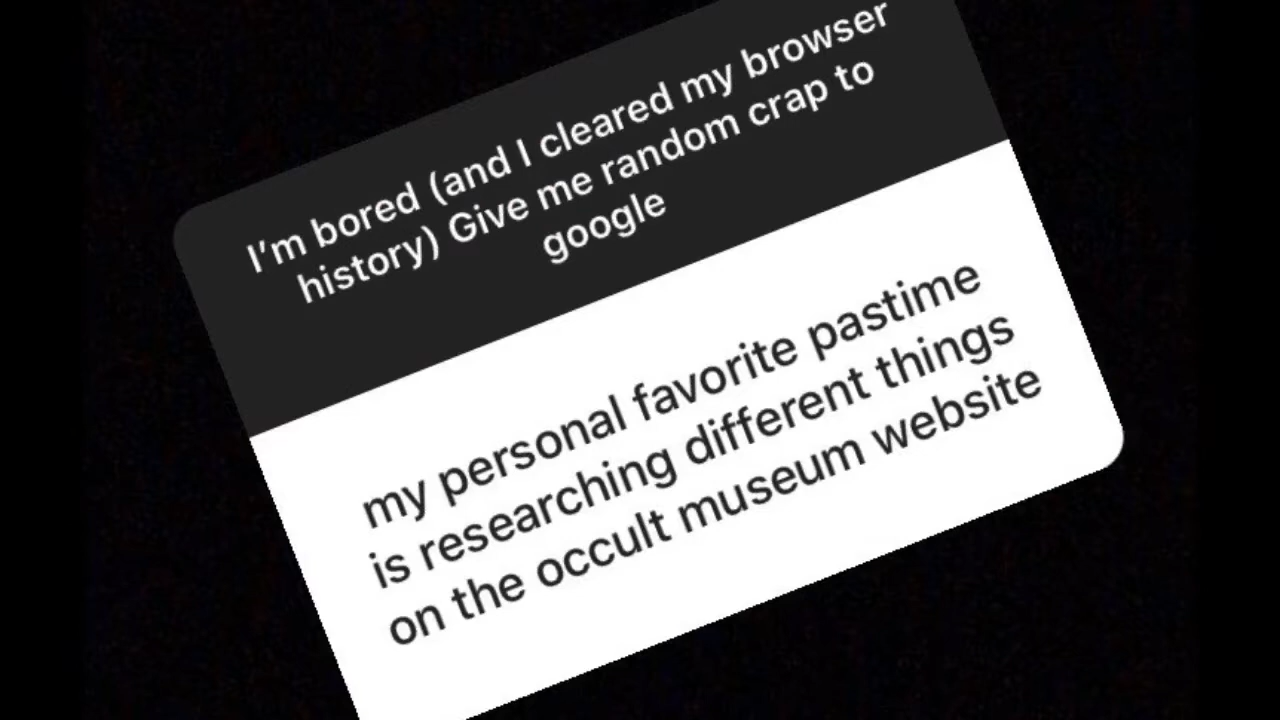 I'm bored (and I cleared my browser
history) Give me random crap to
google
my personal favorite pastime
is researching different things
on the occult museum website